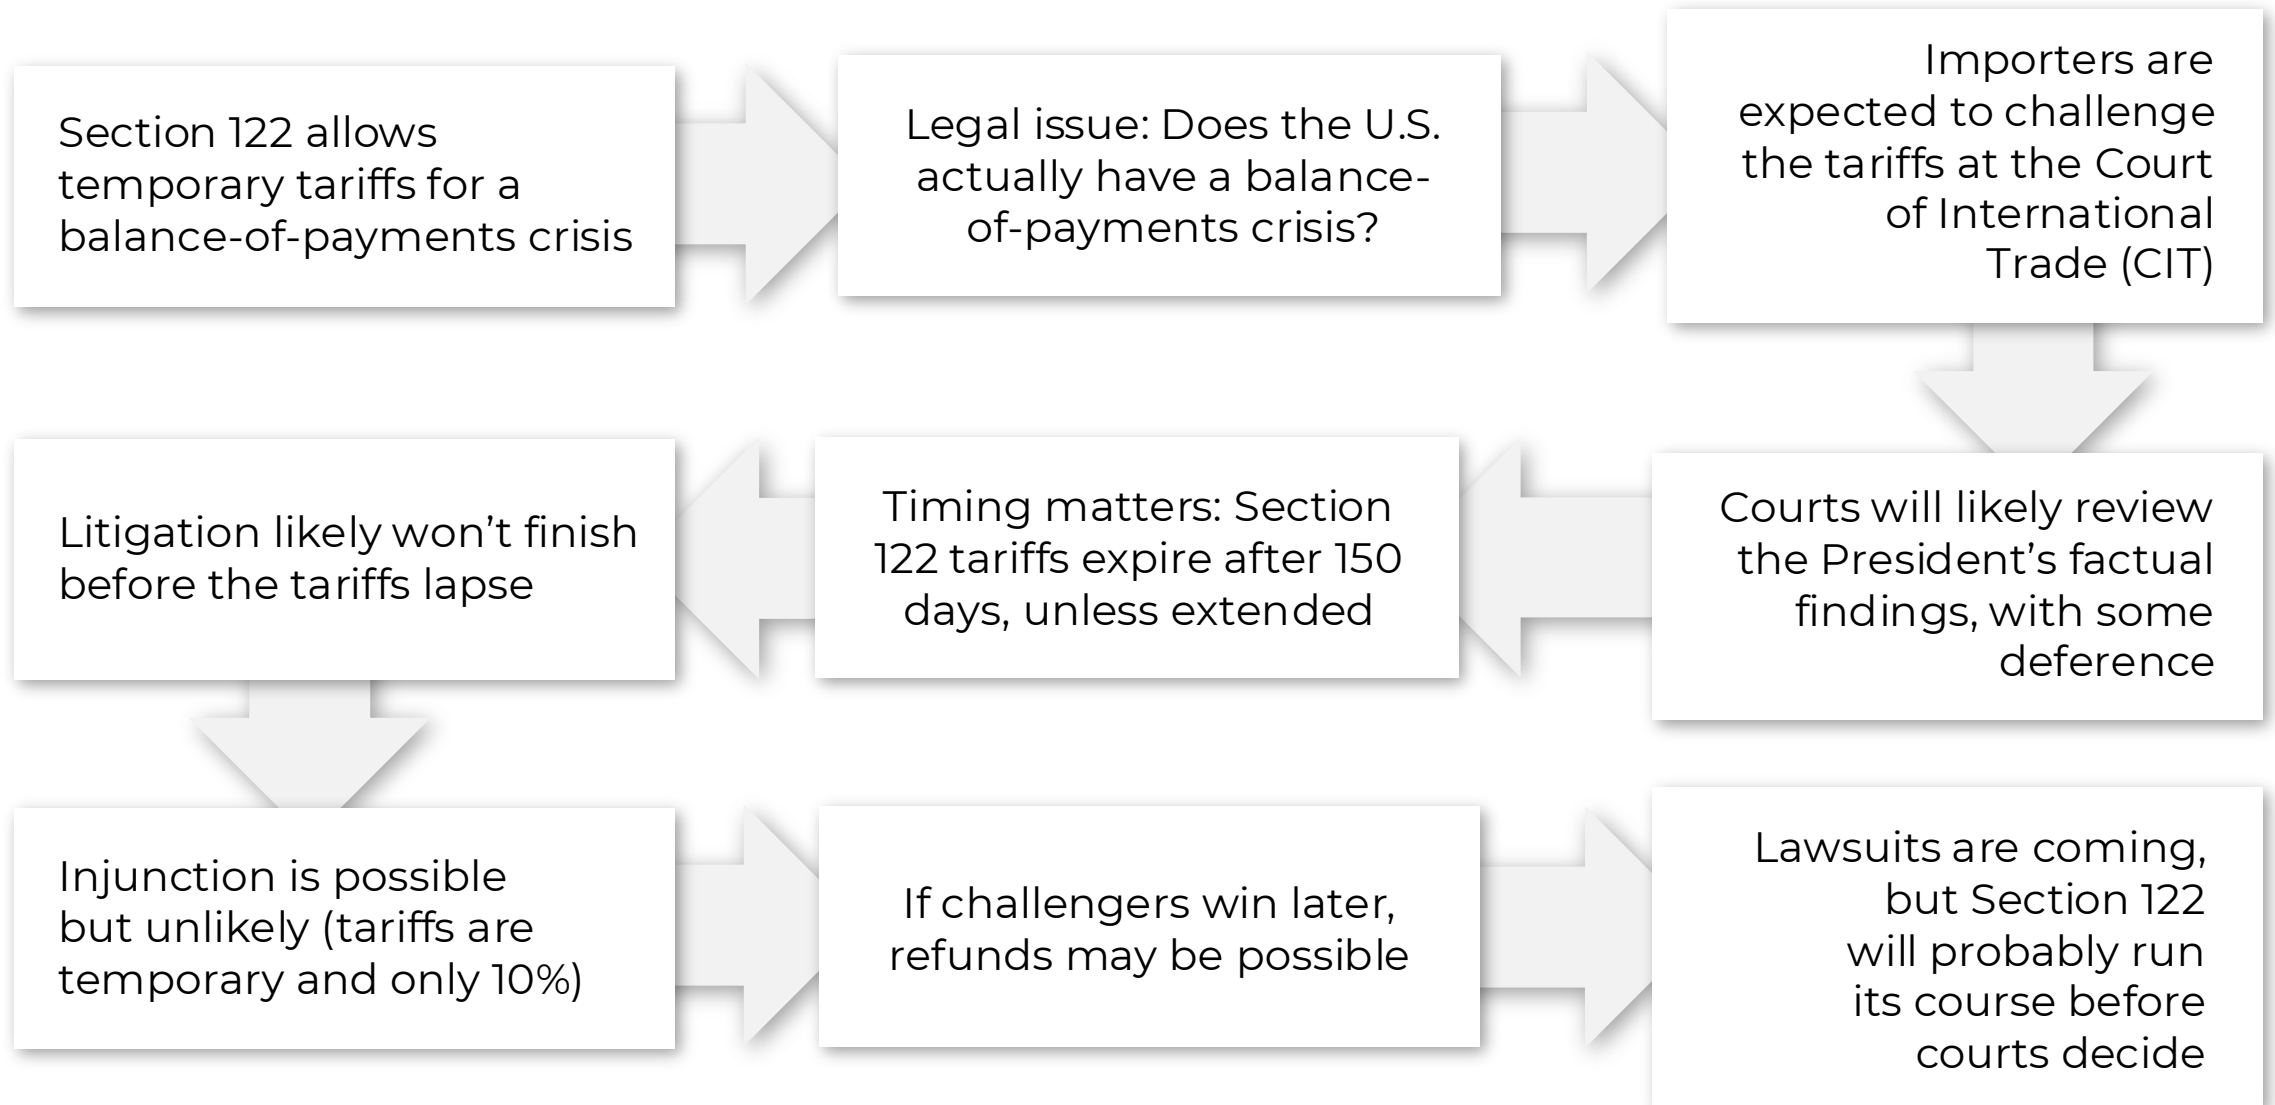 Section 122 allows
temporary tariffs for a
balance-of-payments crisis
Legal issue: Does the U.S.
actually have a balance-
of-payments crisis?
Importers are
expected to challenge
the tariffs at the Court
of International
Trade (CIT)
Courts will likely review
the President’s factual
findings, with some
deference
Timing matters: Section
122 tariffs expire after 150
days, unless extended
Litigation likely won’t finish
before the tariffs lapse
Injunction is possible
but unlikely (tariffs are
temporary and only 10%)
If challengers win later,
refunds may be possible
Lawsuits are coming,
but Section 122
will probably run
its course before
courts decide